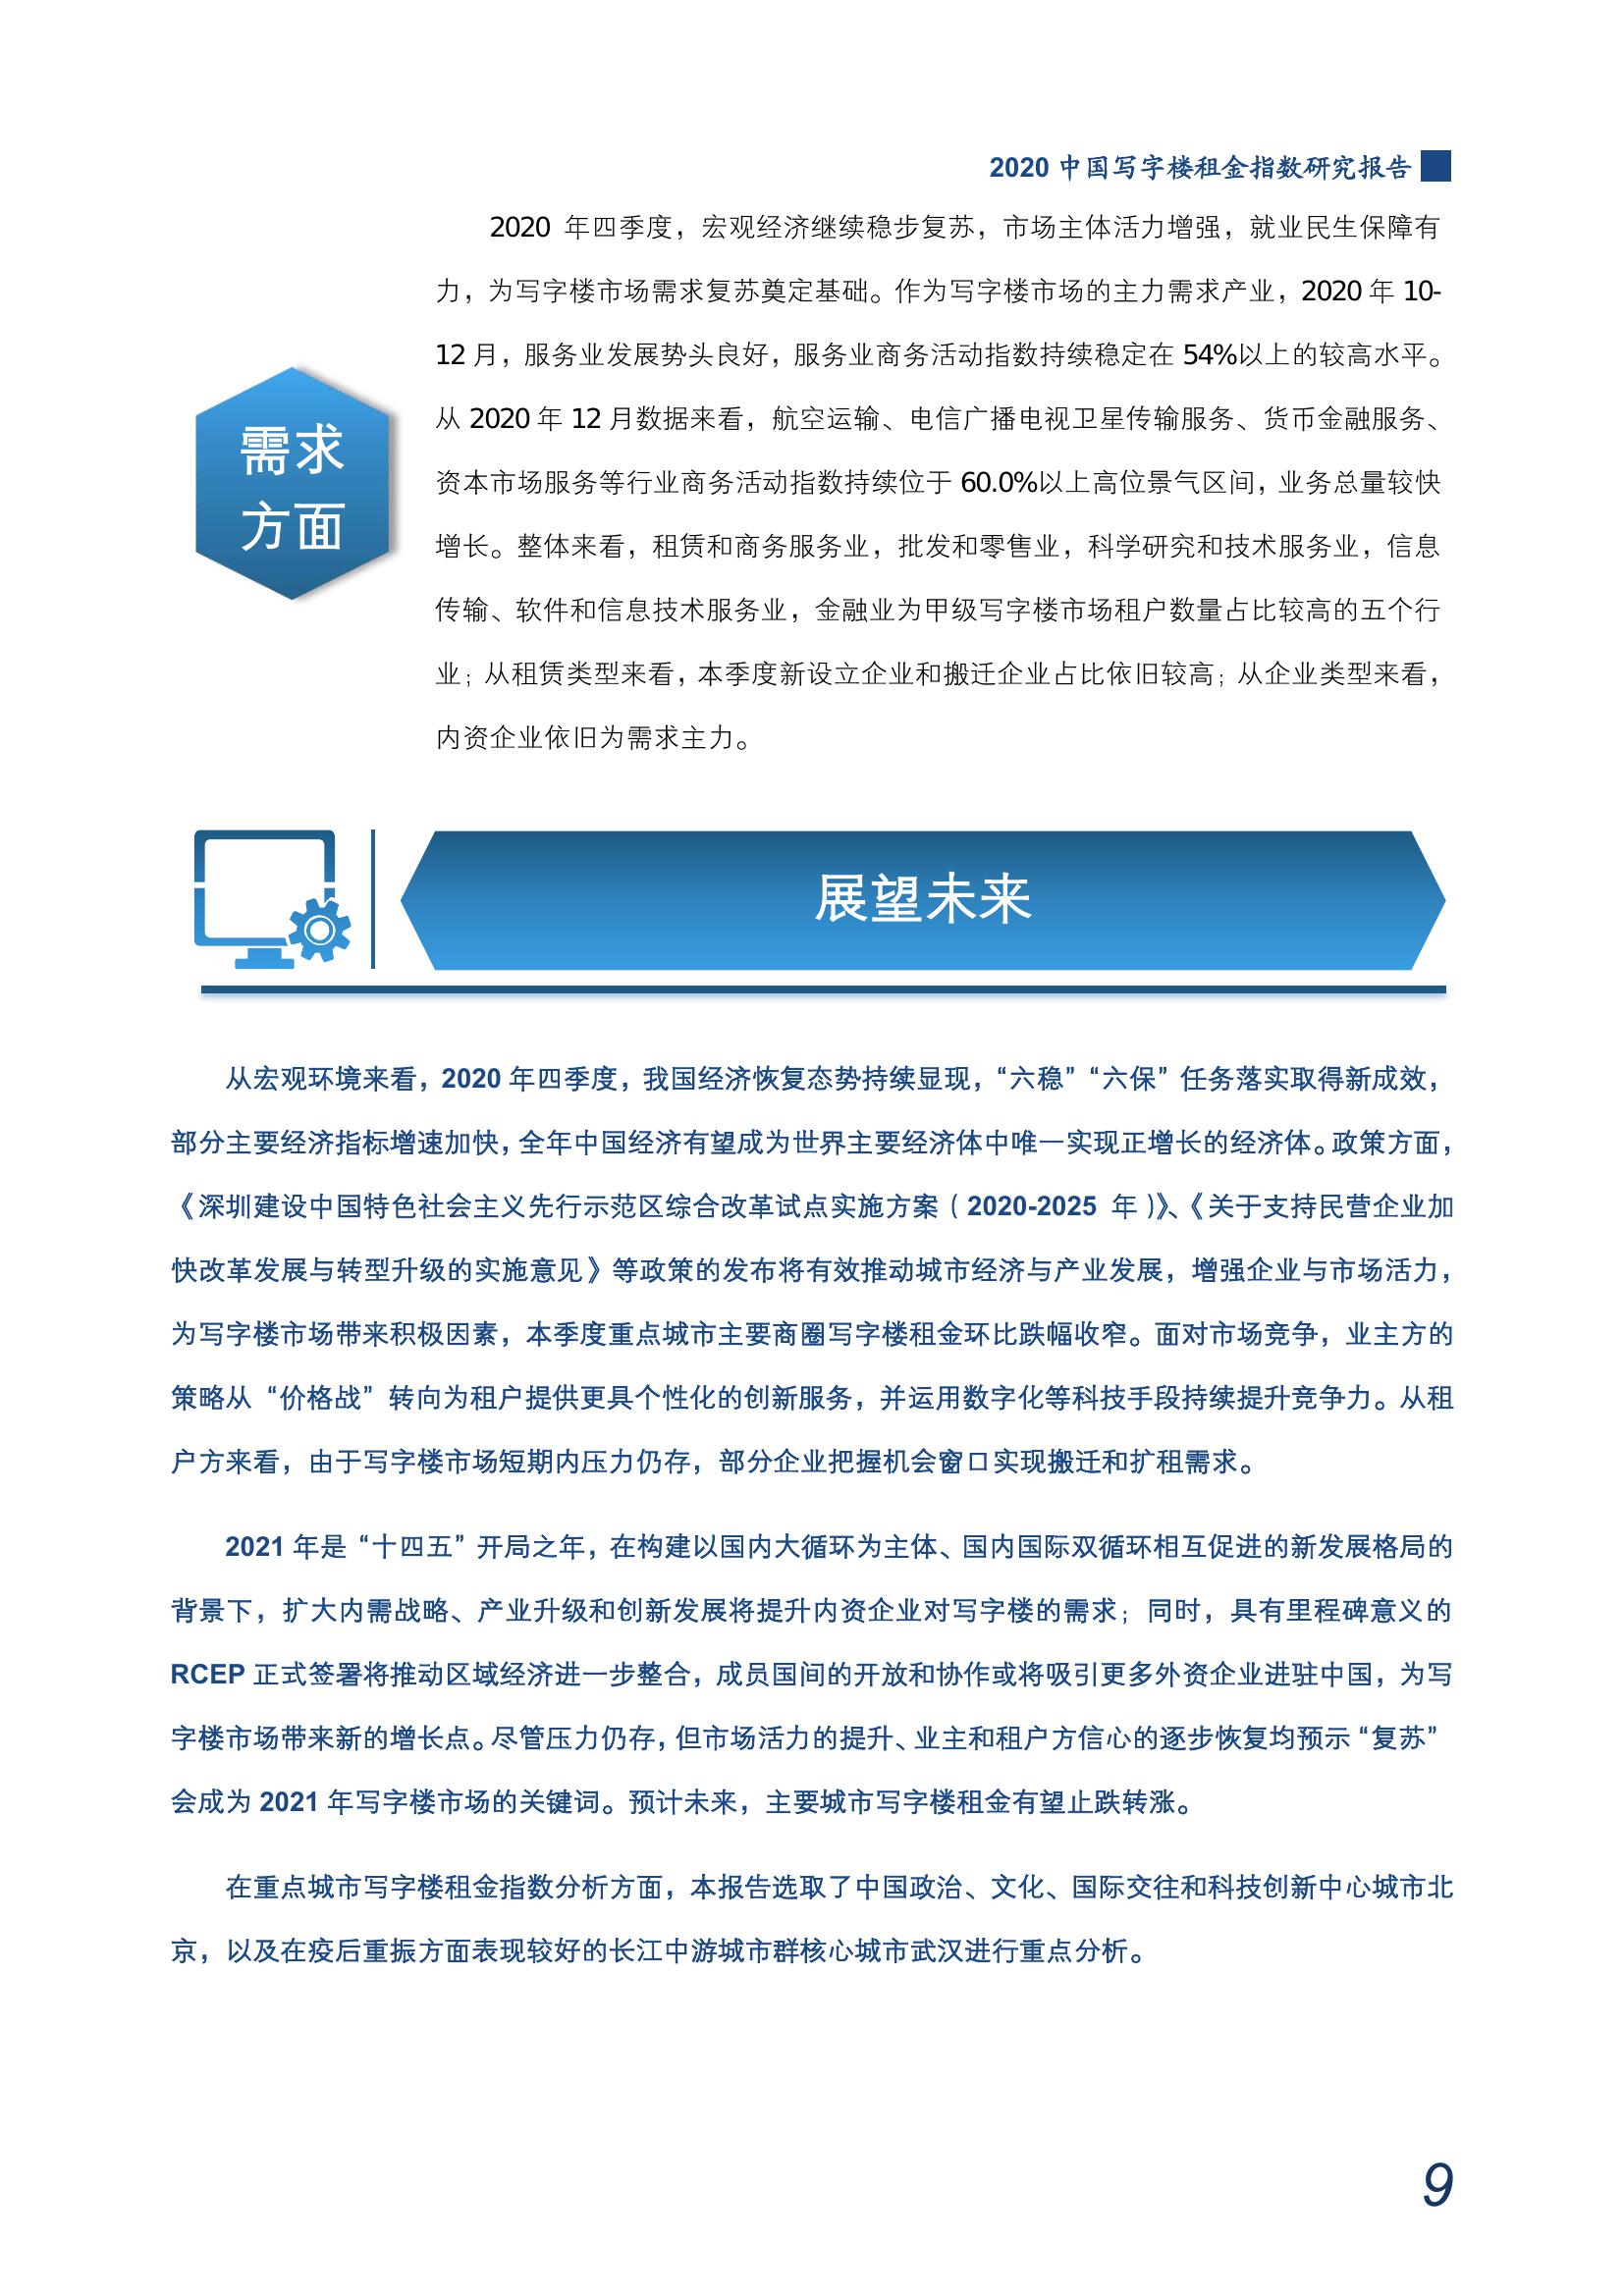 2020 中国写字楼租金指数研究报告
2020 年四季度，宏观经济继续稳步复苏，市场主体活力增强，就业民生保障有
力，为写字楼市场需求复苏奠定基础。作为写字楼市场的主力需求产业，2020 年 10-
12 月，服务业发展势头良好，服务业商务活动指数持续稳定在 54%以上的较高水平。
从 2020 年 12 月数据来看，航空运输、电信广播电视卫星传输服务、货币金融服务、
资本市场服务等行业商务活动指数持续位于 60.0%以上高位景气区间，业务总量较快
增长。整体来看，租赁和商务服务业，批发和零售业，科学研究和技术服务业，信息
传输、软件和信息技术服务业，金融业为甲级写字楼市场租户数量占比较高的五个行
业；从租赁类型来看，本季度新设立企业和搬迁企业占比依旧较高；从企业类型来看，
内资企业依旧为需求主力。
需求
方面
展望未来
从宏观环境来看，2020 年四季度，我国经济恢复态势持续显现，“六稳”“六保”任务落实取得新成效，
部分主要经济指标增速加快，全年中国经济有望成为世界主要经济体中唯一实现正增长的经济体。政策方面，
《深圳建设中国特色社会主义先行示范区综合改革试点实施方案（2020-2025 年）》、《关于支持民营企业加
快改革发展与转型升级的实施意见》等政策的发布将有效推动城市经济与产业发展，增强企业与市场活力，
为写字楼市场带来积极因素，本季度重点城市主要商圈写字楼租金环比跌幅收窄。面对市场竞争，业主方的
策略从“价格战”转向为租户提供更具个性化的创新服务，并运用数字化等科技手段持续提升竞争力。从租
户方来看，由于写字楼市场短期内压力仍存，部分企业把握机会窗口实现搬迁和扩租需求。
2021 年是“十四五”开局之年，在构建以国内大循环为主体、国内国际双循环相互促进的新发展格局的
背景下，扩大内需战略、产业升级和创新发展将提升内资企业对写字楼的需求；同时，具有里程碑意义的
RCEP 正式签署将推动区域经济进一步整合，成员国间的开放和协作或将吸引更多外资企业进驻中国，为写
字楼市场带来新的增长点。尽管压力仍存，但市场活力的提升、业主和租户方信心的逐步恢复均预示“复苏”
会成为 2021 年写字楼市场的关键词。预计未来，主要城市写字楼租金有望止跌转涨。
在重点城市写字楼租金指数分析方面，本报告选取了中国政治、文化、国际交往和科技创新中心城市北
京，以及在疫后重振方面表现较好的长江中游城市群核心城市武汉进行重点分析。
9